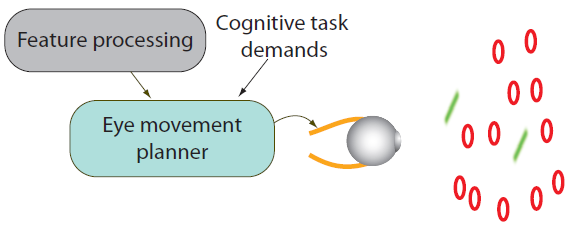 Feature processing
Cognitive task
demands
Eye movement
planner